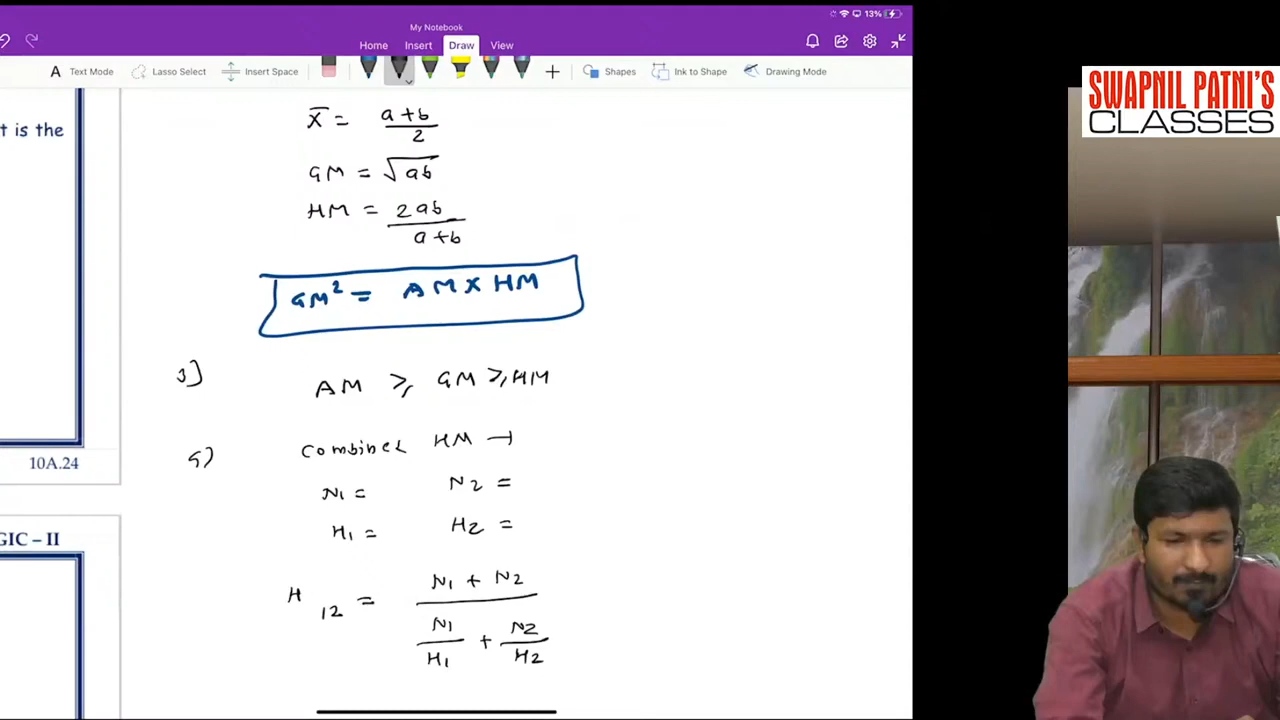 13%
My Notebook
Home Insert Draw View
A Text Mode Lasso Select Insert Space + Shapes Ink to Shape Drawing Mode
SWAPNIL PATNI'S
CLASSES
t is the
X̄ = a+b / 2
GM = √ab
HM = 2ab / a+b
GM² = AM X HM
3)
AM ≥ GM ≥ HM
Combined HM →
N1 = N2 =
H1 = H2 =
10A.24
GIC – II
H 12 = N1 + N2 / N1/H1 + N2/H2